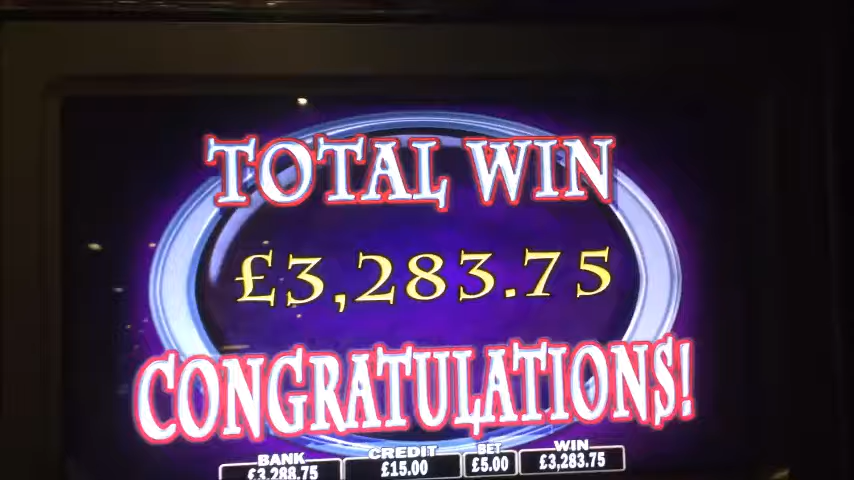 TOTAL WIN
£3,283.75
CONGRATULATIONS!
BANK CREDIT BET WIN
£3,288.75 £15.00 £5.00 £3,283.75